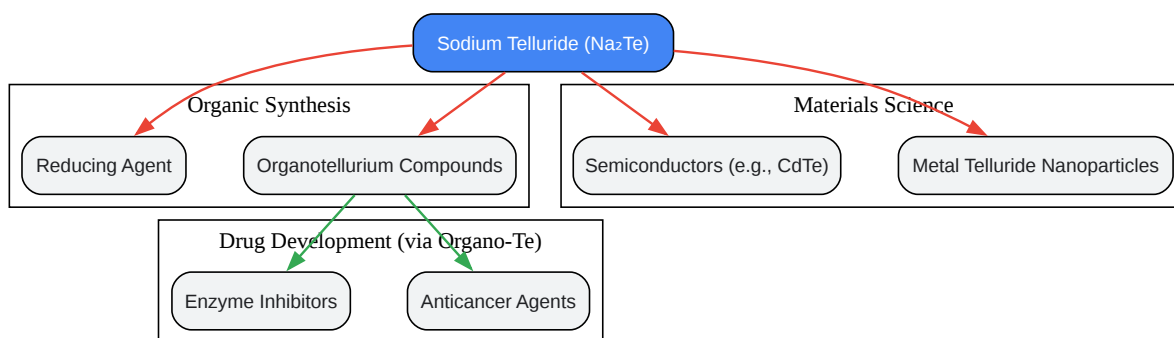 Sodium Telluride (Na₂Te)
Organic Synthesis
Materials Science
Reducing Agent
Organotellurium Compounds
Semiconductors (e.g., CdTe)
Metal Telluride Nanoparticles
Drug Development (via Organo-Te)
Enzyme Inhibitors
Anticancer Agents